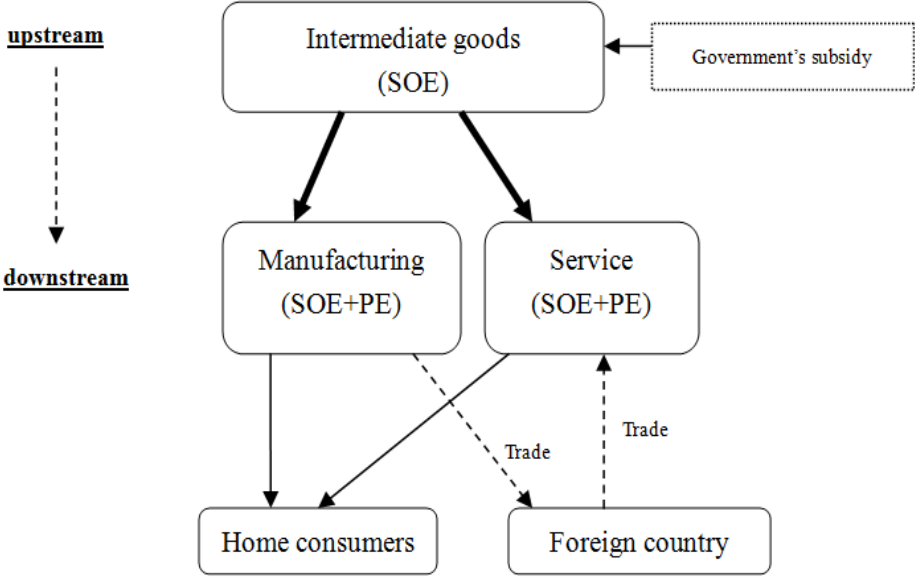 upstream
Intermediate goods
(SOE)
Government's subsidy
downstream
Manufacturing
(SOE+PE)
Service
(SOE+PE)
Trade
Trade
Home consumers
Foreign country